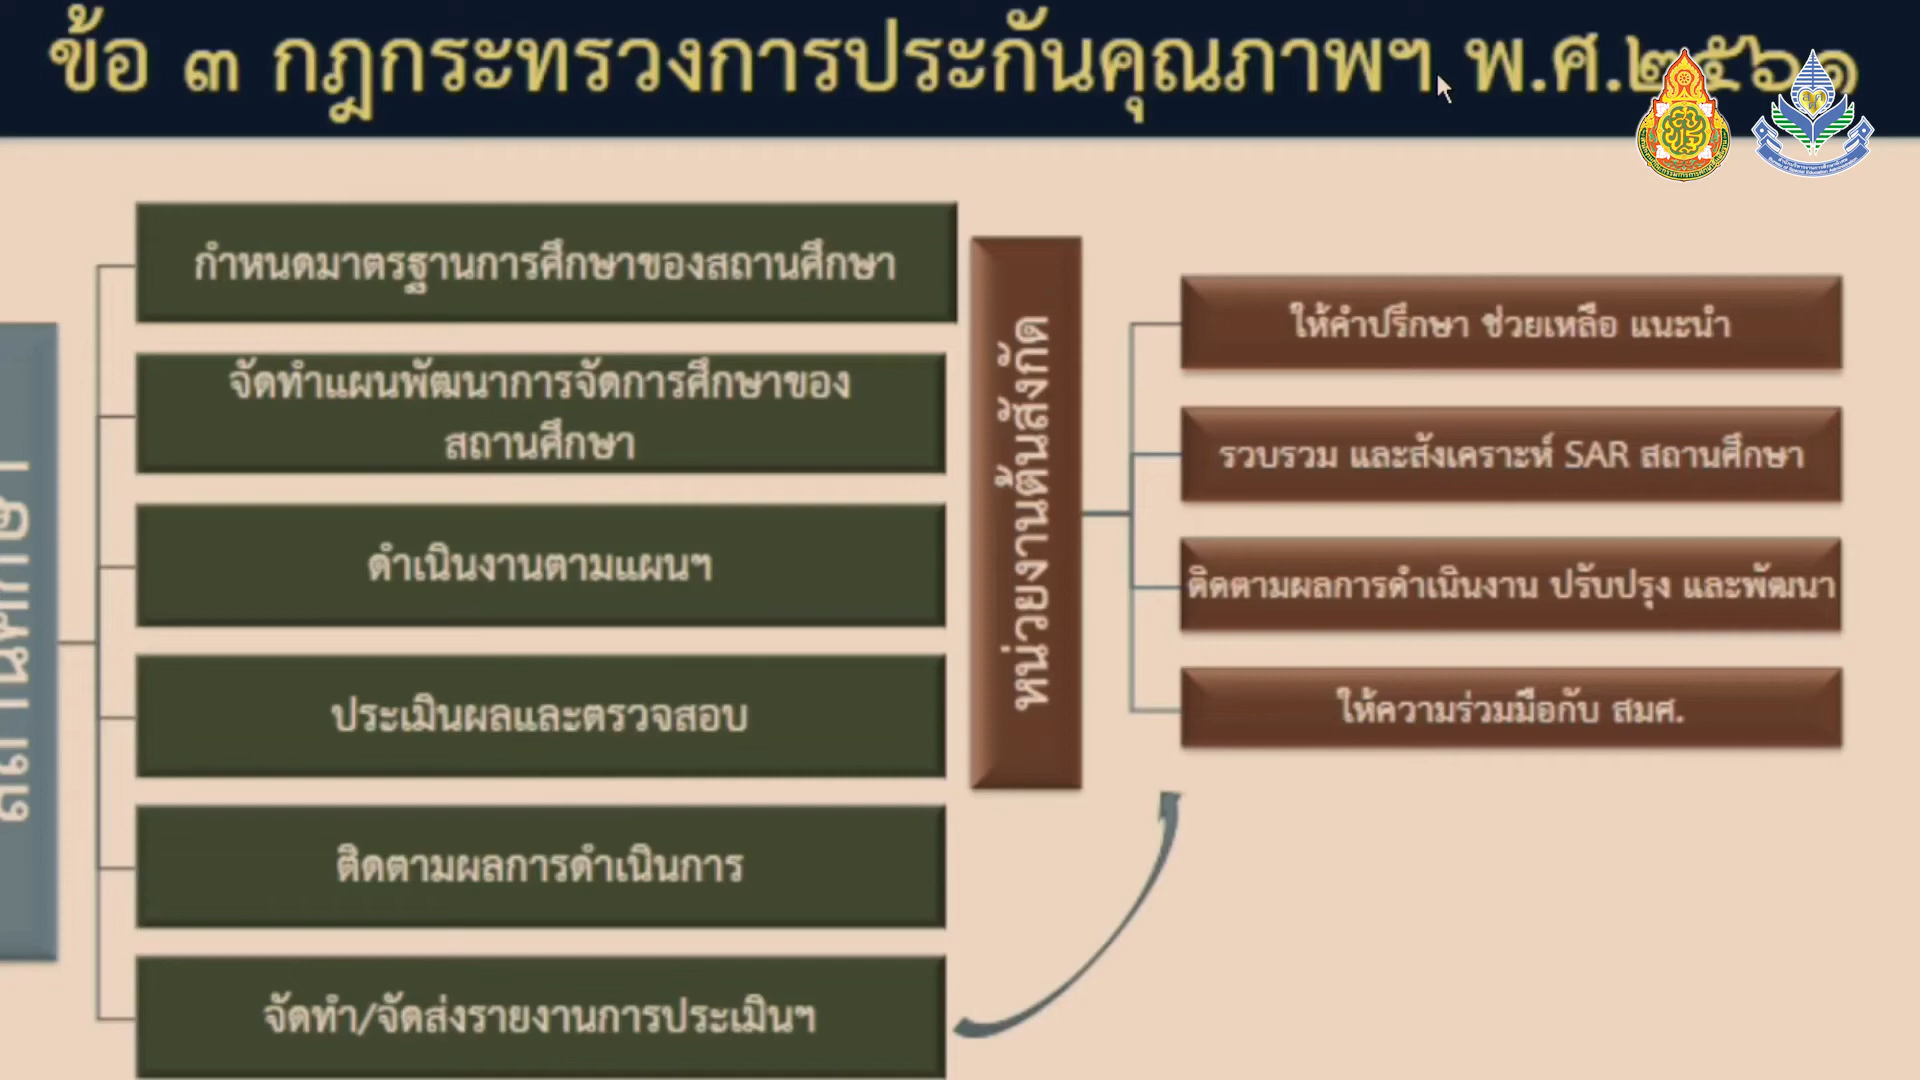 ข้อ ๓ กฎกระทรวงการประกันคุณภาพฯ พ.ศ.๒๕๖๑
สถานศึกษา
กำหนดมาตรฐานการศึกษาของสถานศึกษา
จัดทำแผนพัฒนาการจัดการศึกษาของ
สถานศึกษา
ดำเนินงานตามแผนฯ
ประเมินผลและตรวจสอบ
ติดตามผลการดำเนินการ
จัดทำ/จัดส่งรายงานการประเมินฯ
หน่วยงานต้นสังกัด
ให้คำปรึกษา ช่วยเหลือ แนะนำ
รวบรวม และสังเคราะห์ SAR สถานศึกษา
ติดตามผลการดำเนินงาน ปรับปรุง และพัฒนา
ให้ความร่วมมือกับ สมศ.